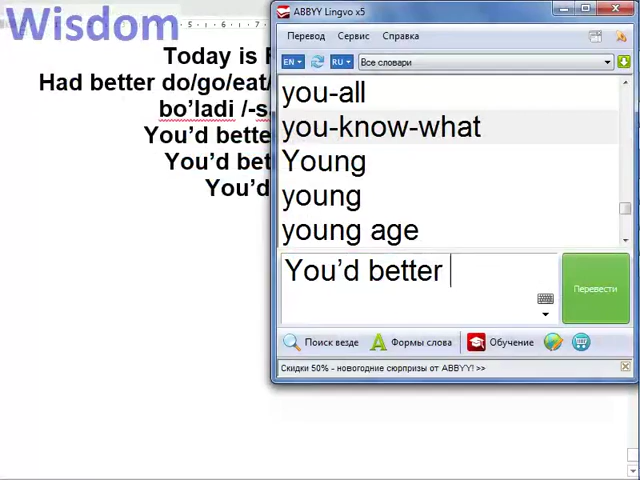 Wisdom
Today is
Had better do/go/eat/
bo’ladi /-s
You’d bette
You’d bet
You’d
ABBYY Lingvo x5
Перевод Сервис Справка
EN RU Все словари
you-all
you-know-what
Young
young
young age
You’d better
Перевести
Поиск везде Формы слова Обучение
Скидки 50% - новогодние сюрпризы от ABBYY! >>